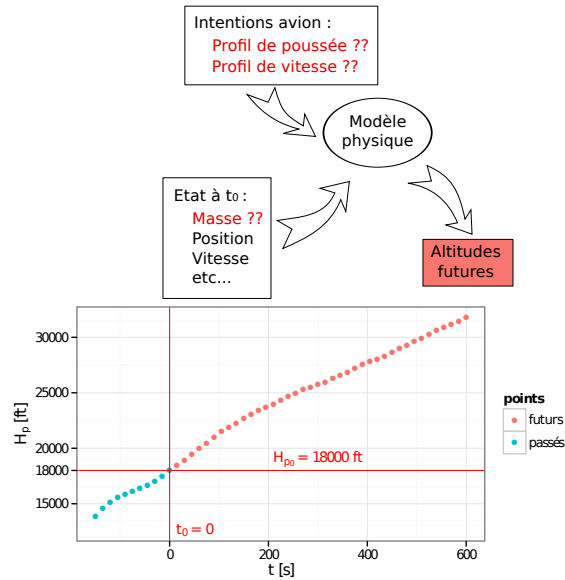 Intentions avion :
Profil de poussée ??
Profil de vitesse ??
Modèle
physique
Etat à t0 :
Masse ??
Position
Vitesse
etc...
Altitudes
futures
30000
25000
20000
18000
15000
Hp [ft]
Hp0 = 18000 ft
t0 = 0
0
200
400
600
t [s]
points
futurs
passés